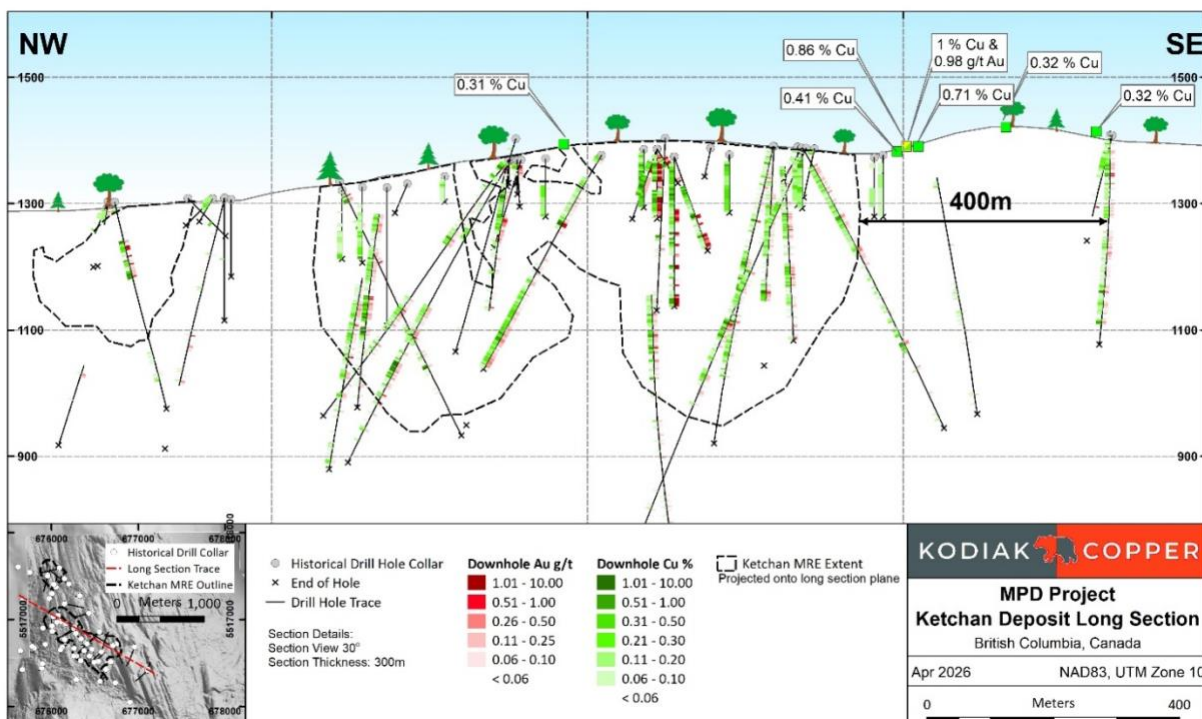 NW
SE
1500
1500
1300
1300
1100
1100
900
900
0.31 % Cu
0.86 % Cu
0.41 % Cu
1 % Cu &
0.98 g/t Au
0.71 % Cu
0.32 % Cu
0.32 % Cu
400m
676000
677000
678000
5517000
5517000
676000
677000
678000
Historical Drill Collar
Long Section Trace
Ketchan MRE Outline
0 Meters 1,000
Historical Drill Hole Collar
End of Hole
Drill Hole Trace
Section Details:
Section View 30°
Section Thickness: 300m
Downhole Au g/t
1.01 - 10.00
0.51 - 1.00
0.26 - 0.50
0.11 - 0.25
0.06 - 0.10
< 0.06
Downhole Cu %
1.01 - 10.00
0.51 - 1.00
0.31 - 0.50
0.21 - 0.30
0.11 - 0.20
0.06 - 0.10
< 0.06
Ketchan MRE Extent
Projected onto long section plane
KODIAK COPPER
MPD Project
Ketchan Deposit Long Section
British Columbia, Canada
Apr 2026 NAD83, UTM Zone 10
0 Meters 400